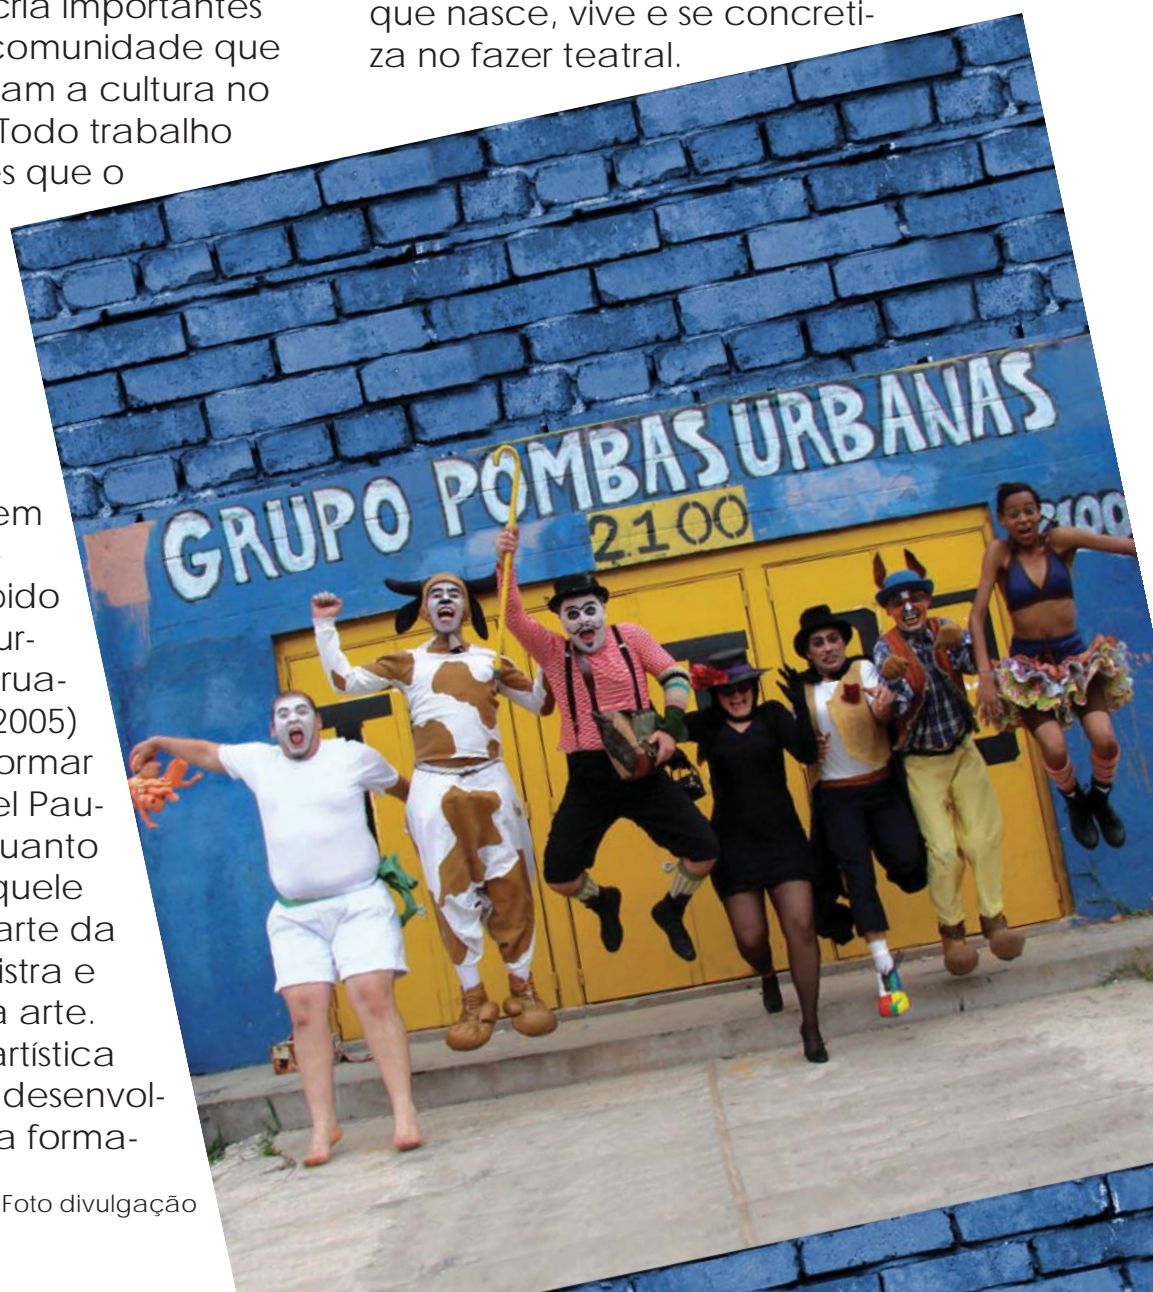 cria importantes
comunidade que
am a cultura no
Todo trabalho
s que o
em
bido
ur-
rua-
2005)
ormar
el Pau-
uanto
quele
arte da
istra e
a arte.
artística
desenvol-
a forma-
Foto divulgação
que nasce, vive e se concreti-
za no fazer teatral.
GRUPO POMBAS URBANAS
2100
2100